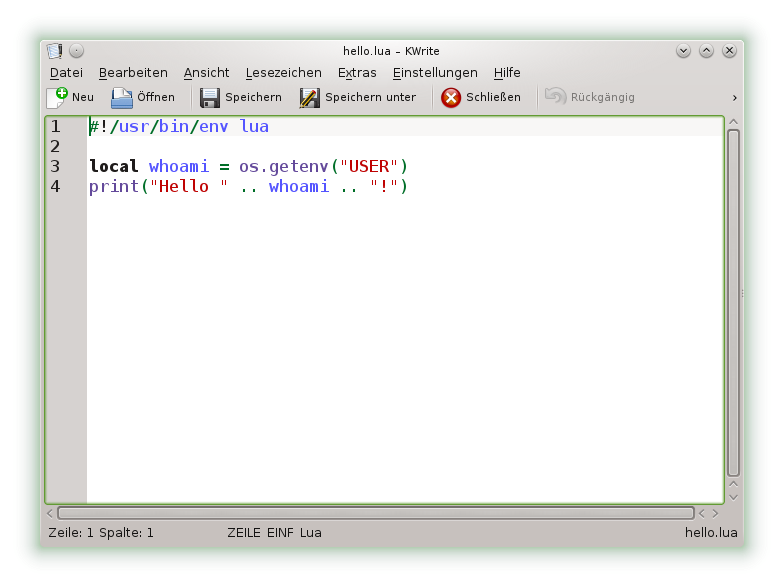 hello.lua – KWrite
Datei Bearbeiten Ansicht Lesezeichen Extras Einstellungen Hilfe
Neu Öffnen Speichern Speichern unter Schließen Rückgängig
1 #!/usr/bin/env lua
2
3 local whoami = os.getenv("USER")
4 print("Hello " .. whoami .. "!")
Zeile: 1 Spalte: 1 ZEILE EINF Lua hello.lua